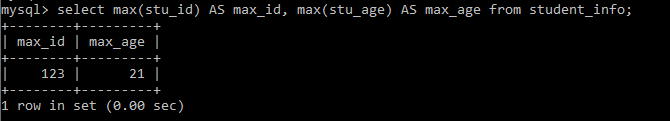 mysql> select max(stu_id) AS max_id, max(stu_age) AS max_age from student_info;
+--------+---------+
| max_id | max_age |
+--------+---------+
|    123 |      21 |
+--------+---------+
1 row in set (0.00 sec)